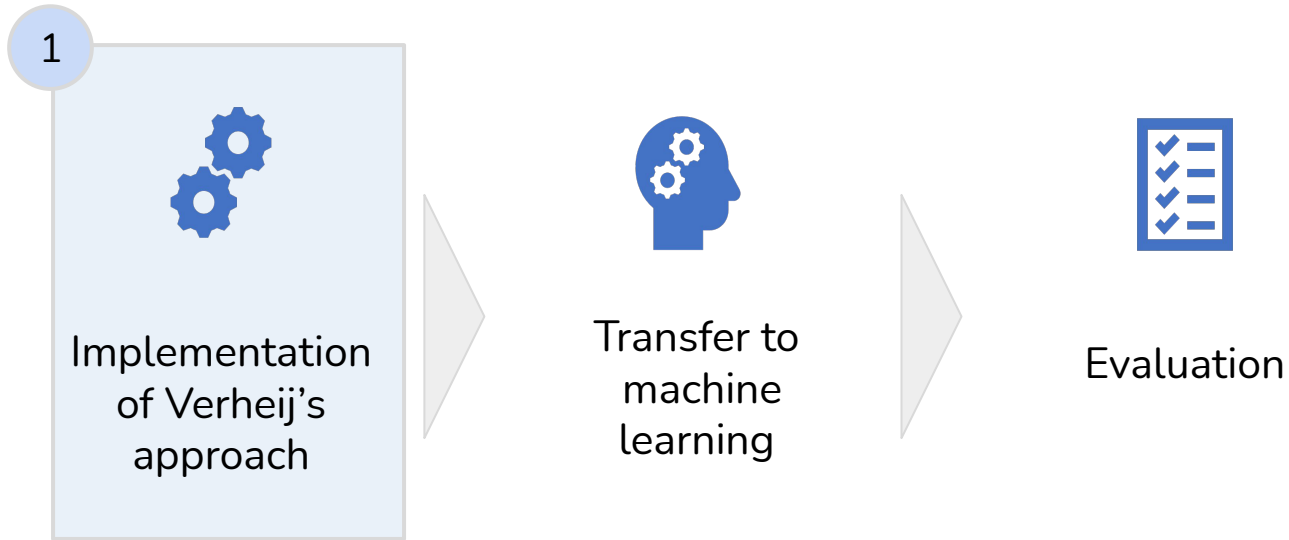 1
Implementation
of Verheij’s
approach
Transfer to
machine
learning
Evaluation